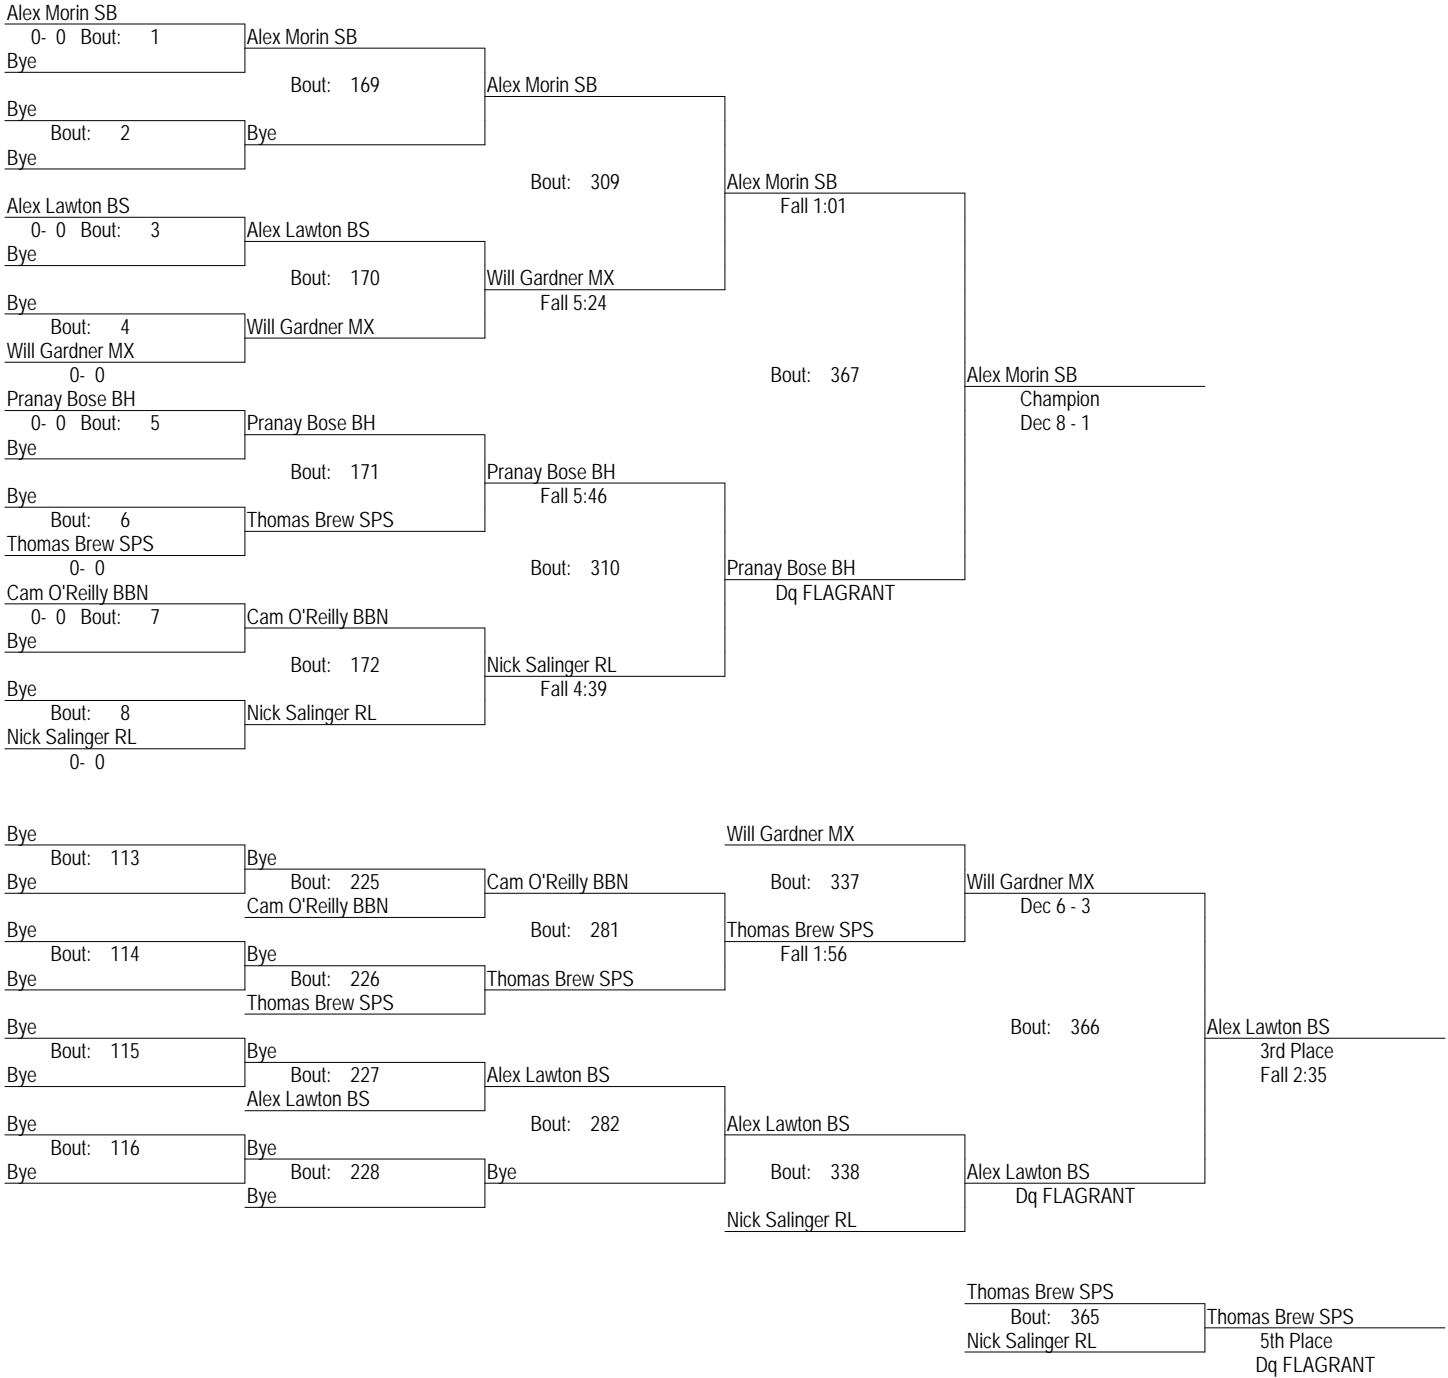 Alex Morin SB
0- 0 Bout: 1 Alex Morin SB
Bye
Bout: 169 Alex Morin SB
Bye
Bout: 2 Bye
Bye
Bout: 309 Alex Morin SB
Alex Lawton BS Fall 1:01
0- 0 Bout: 3 Alex Lawton BS
Bye
Bout: 170 Will Gardner MX
Bye Fall 5:24
Bout: 4 Will Gardner MX
Will Gardner MX
0- 0 Bout: 367 Alex Morin SB
Pranay Bose BH Champion
0- 0 Bout: 5 Pranay Bose BH Dec 8 - 1
Bye
Bout: 171 Pranay Bose BH
Bye Fall 5:46
Bout: 6 Thomas Brew SPS
Thomas Brew SPS
0- 0 Bout: 310 Pranay Bose BH
Cam O'Reilly BBN Dq FLAGRANT
0- 0 Bout: 7 Cam O'Reilly BBN
Bye
Bout: 172 Nick Salinger RL
Bye Fall 4:39
Bout: 8 Nick Salinger RL
Nick Salinger RL
0- 0
Bye Will Gardner MX
Bout: 113 Bye
Bye Bout: 225 Cam O'Reilly BBN Bout: 337 Will Gardner MX
Cam O'Reilly BBN Dec 6 - 3
Bye Bout: 281 Thomas Brew SPS
Bout: 114 Bye Fall 1:56
Bye Bout: 226 Thomas Brew SPS
Thomas Brew SPS
Bye Bout: 366 Alex Lawton BS
Bout: 115 Bye 3rd Place
Bye Bout: 227 Alex Lawton BS Fall 2:35
Alex Lawton BS
Bye Bout: 282 Alex Lawton BS
Bout: 116 Bye
Bye Bout: 228 Bye Bout: 338 Alex Lawton BS
Bye Dq FLAGRANT
Nick Salinger RL
Thomas Brew SPS
Bout: 365 Thomas Brew SPS
Nick Salinger RL 5th Place
Dq FLAGRANT